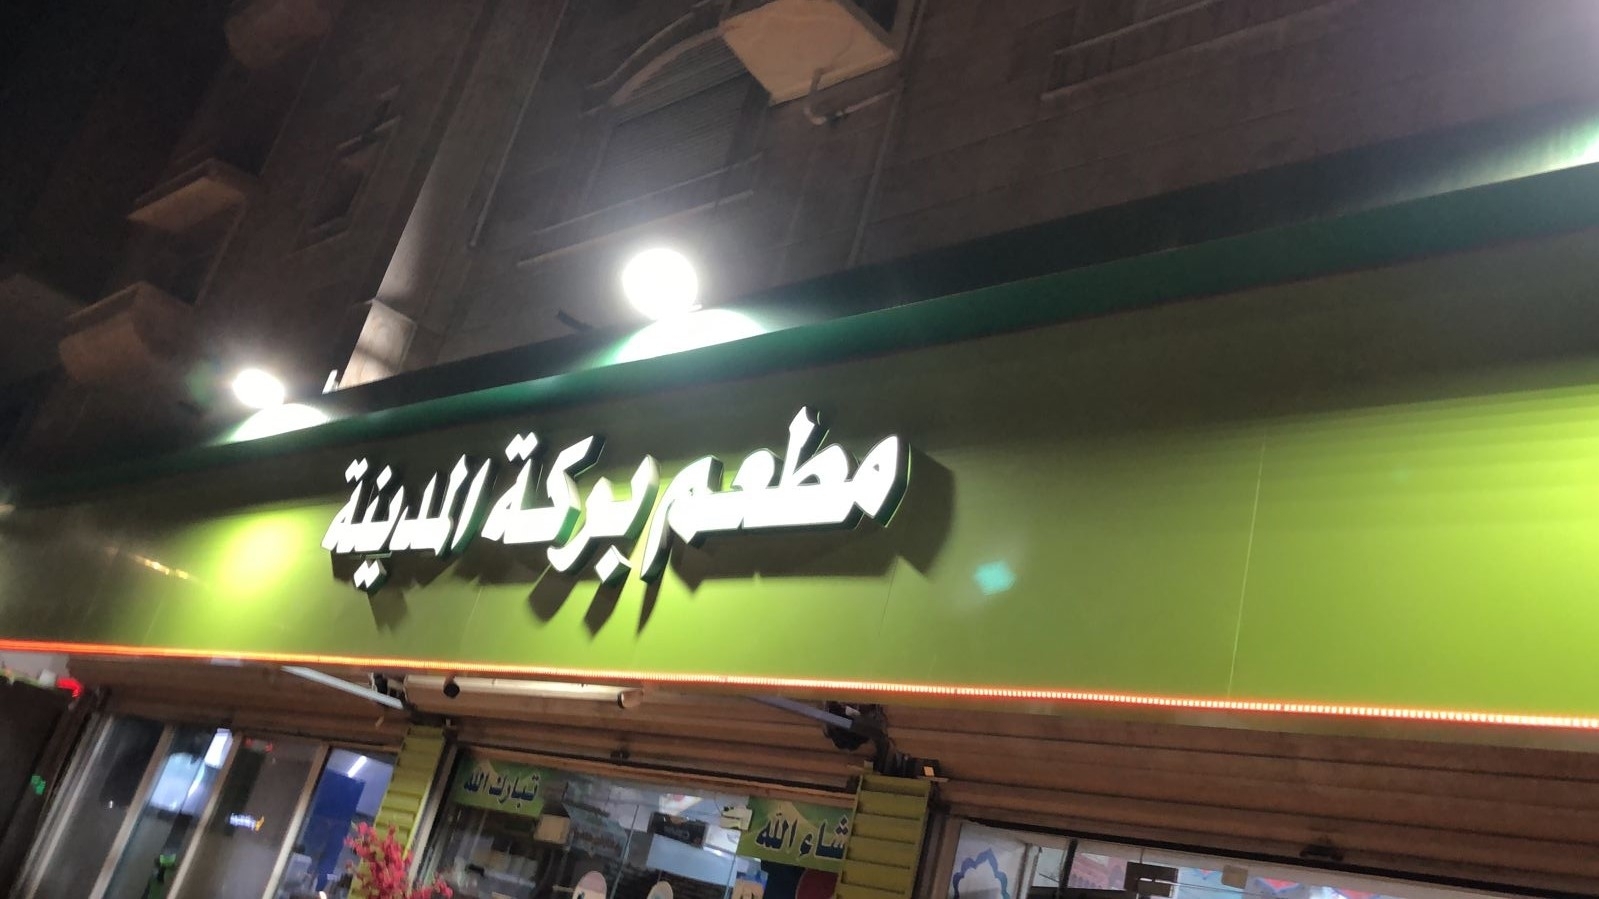 مطعم بركة المدينة
شاء الله
تبارك الله